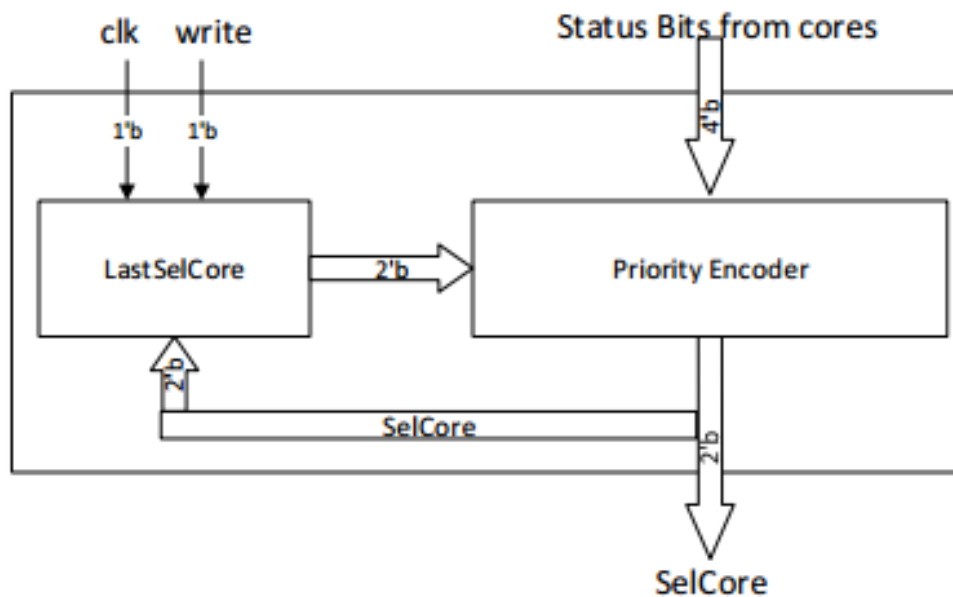 clk write
Status Bits from cores
1'b 1'b
4'b
LastSelCore
2'b
Priority Encoder
2'b
SelCore
2'b
SelCore